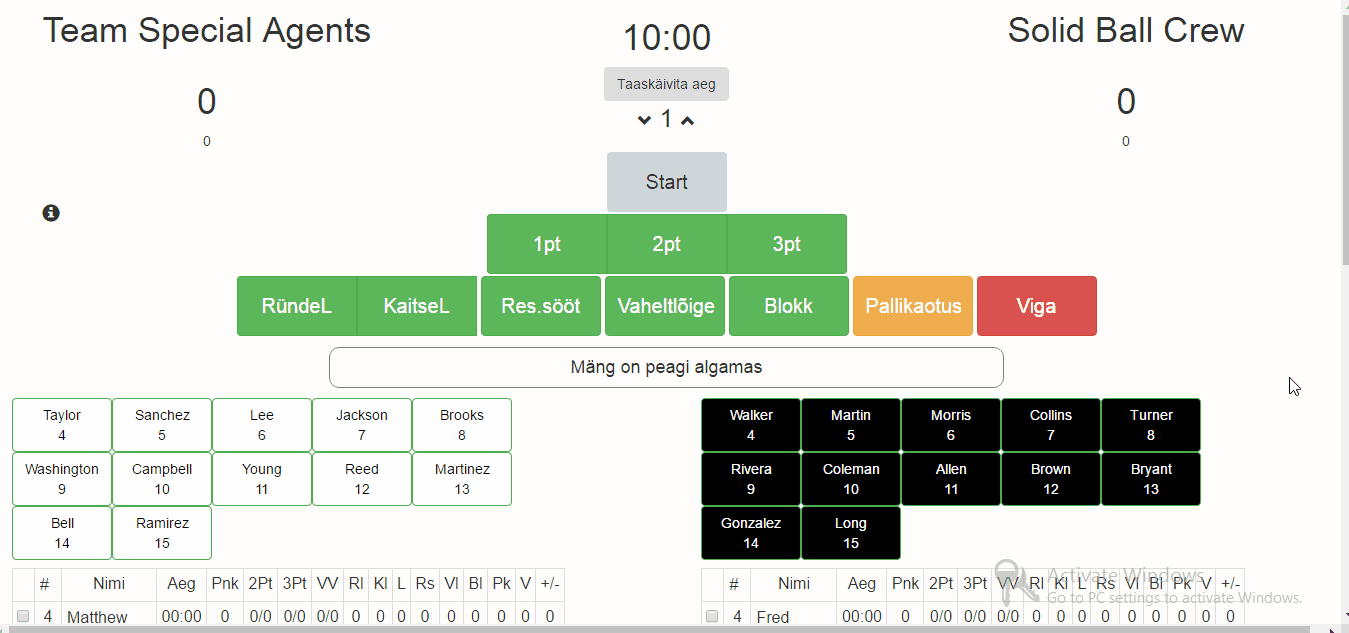 Team Special Agents
10:00
Solid Ball Crew
Taaskäivita aeg
0
0
1
0
0
Start
1pt 2pt 3pt
RündeL KaitseL Res.sööt Vaheltlõige Blokk Pallikaotus Viga
Mäng on peagi algamas
Taylor Sanchez Lee Jackson Brooks
4 5 6 7 8
Washington Campbell Young Reed Martinez
9 10 11 12 13
Bell Ramirez
14 15
Walker Martin Morris Collins Turner
4 5 6 7 8
Rivera Coleman Allen Brown Bryant
9 10 11 12 13
Gonzalez Long
14 15
# Nimi Aeg Pnk 2Pt 3Pt VV Rl Kl L Rs Vl Bl Pk V +/-
4 Matthew 00:00 0 0/0 0/0 0/0 0 0 0 0 0 0 0 0 0
# Nimi Aeg Pnk 2Pt 3Pt VV Rl Kl L Rs Vl Bl Pk V +/-
4 Fred 00:00 0 0/0 0/0 0/0 0 0 0 0 0 0 0 0 0
Activate Windows
Go to PC settings to activate Windows.